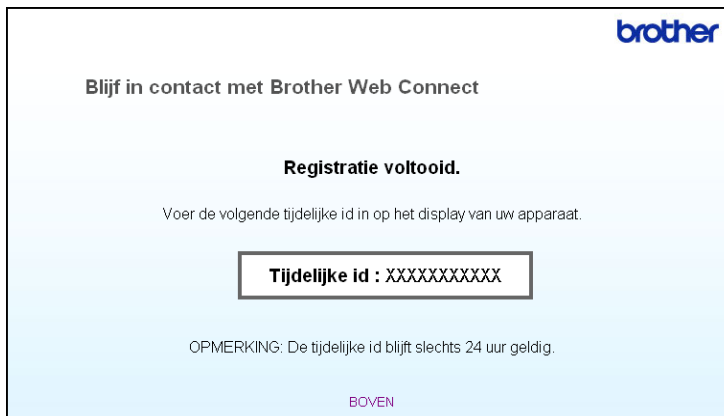 brother
Blijf in contact met Brother Web Connect
Registratie voltooid.
Voer de volgende tijdelijke id in op het display van uw apparaat.
Tijdelijke id : XXXXXXXXXXX
OPMERKING: De tijdelijke id blijft slechts 24 uur geldig.
BOVEN